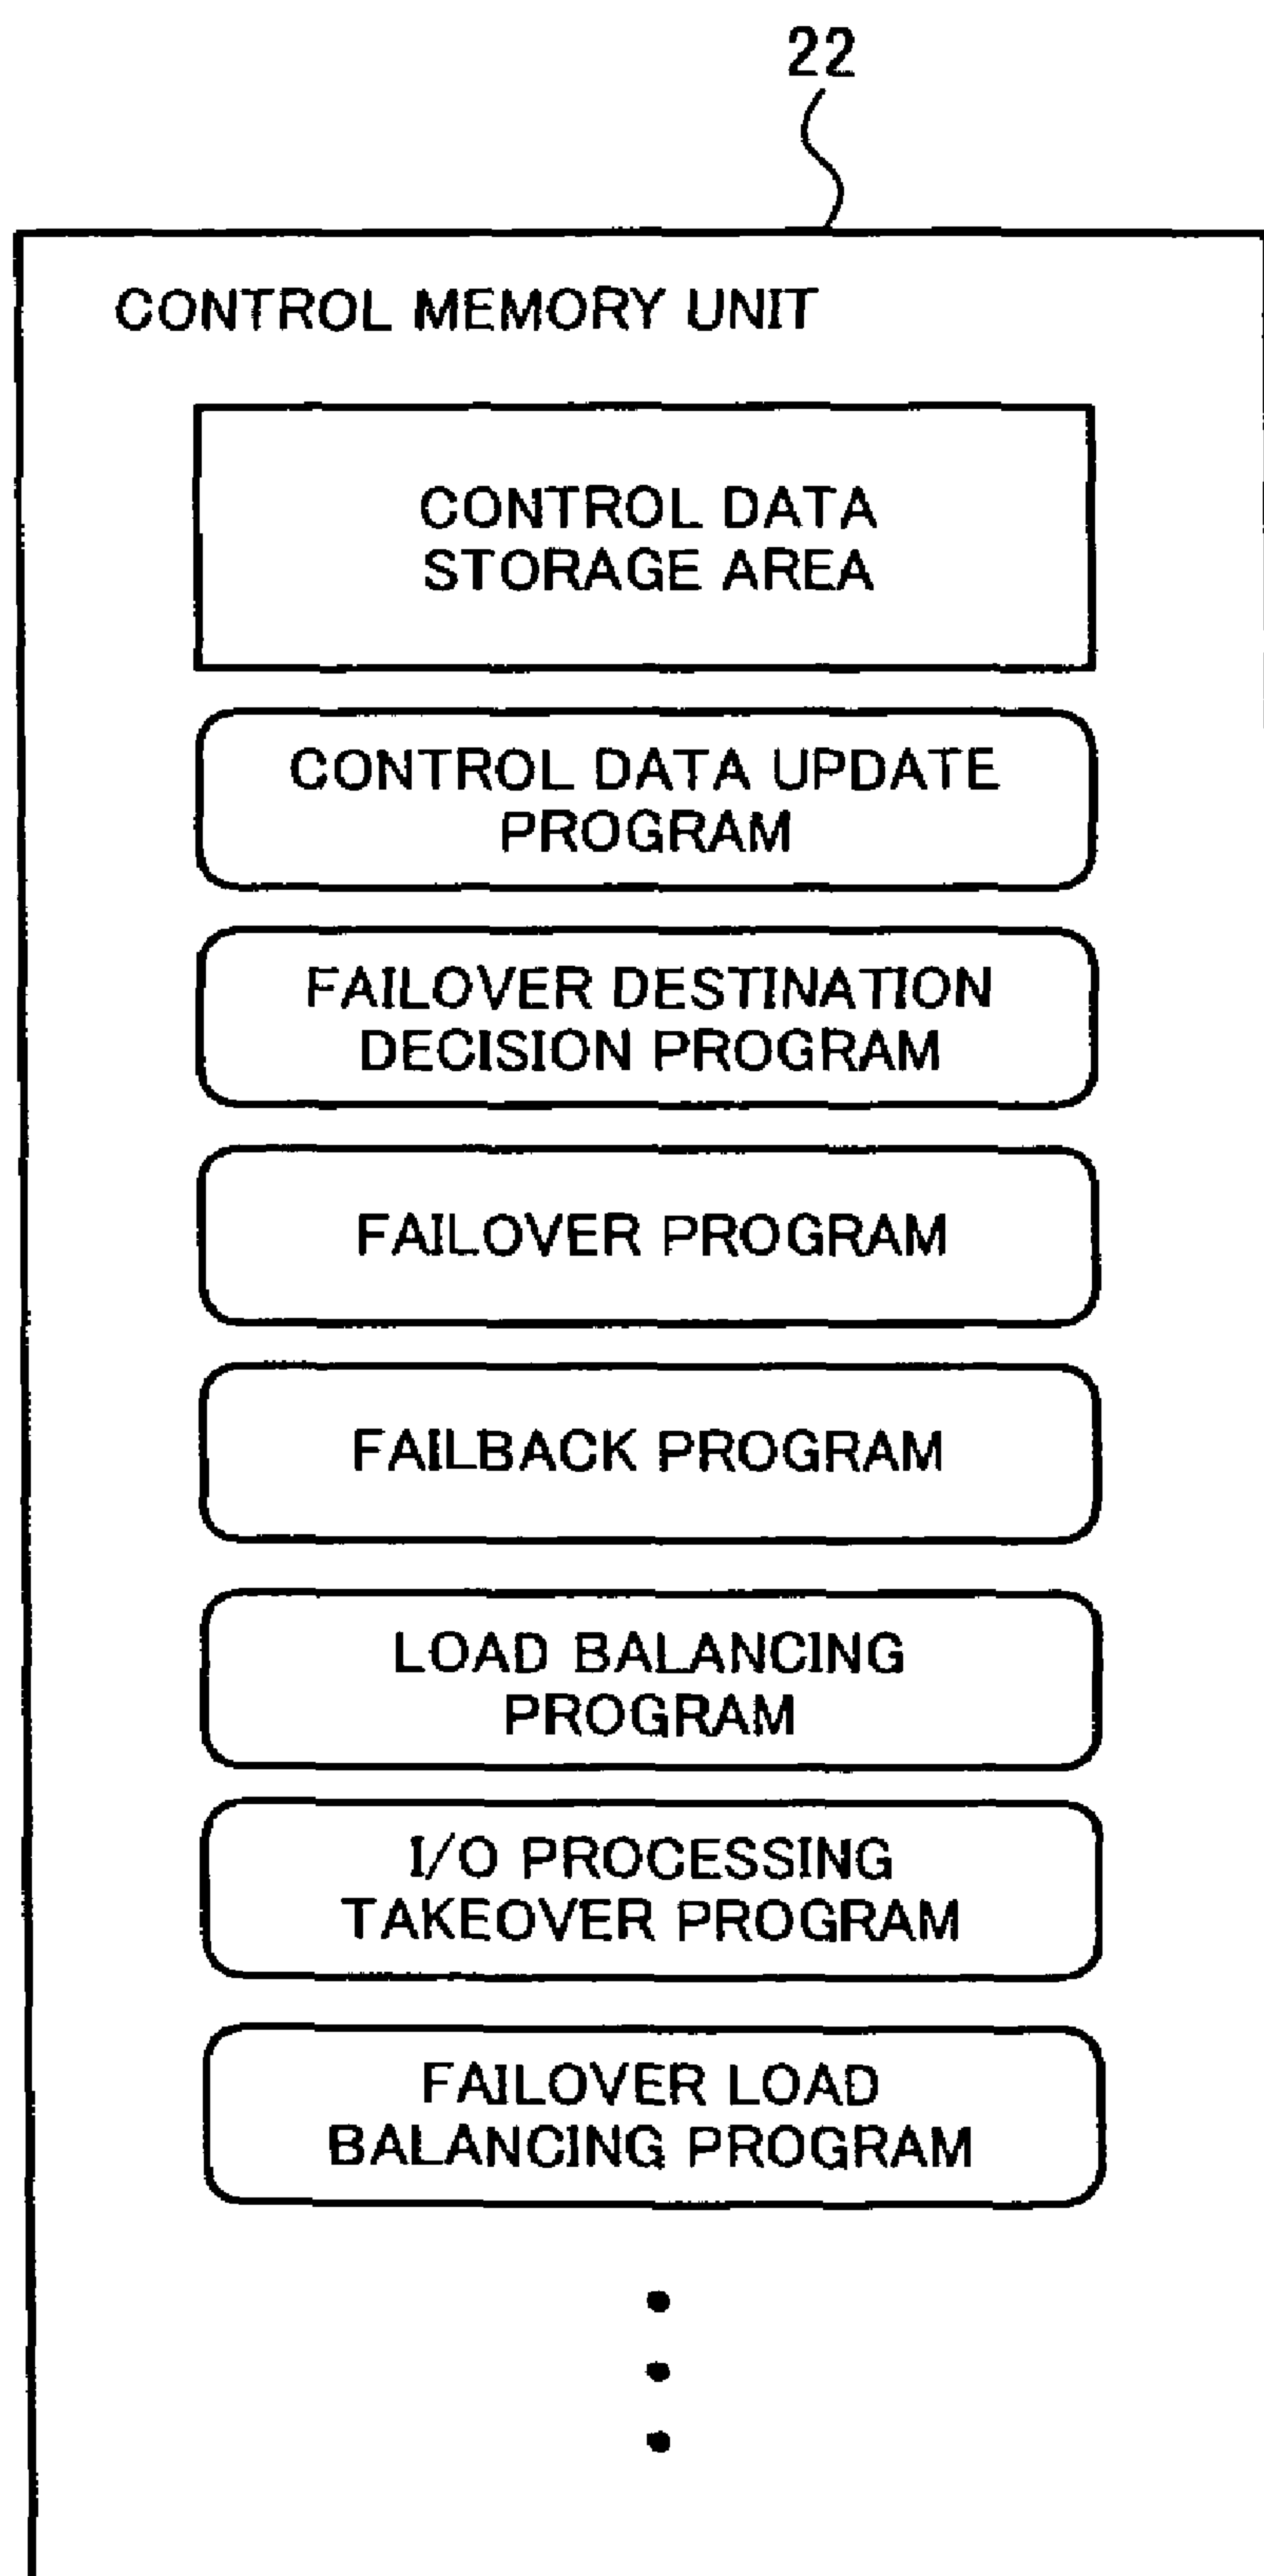 22
CONTROL MEMORY UNIT
CONTROL DATA
STORAGE AREA
CONTROL DATA UPDATE
PROGRAM
FAILOVER DESTINATION
DECISION PROGRAM
FAILOVER PROGRAM
FAILBACK PROGRAM
LOAD BALANCING
PROGRAM
I/O PROCESSING
TAKEOVER PROGRAM
FAILOVER LOAD
BALANCING PROGRAM